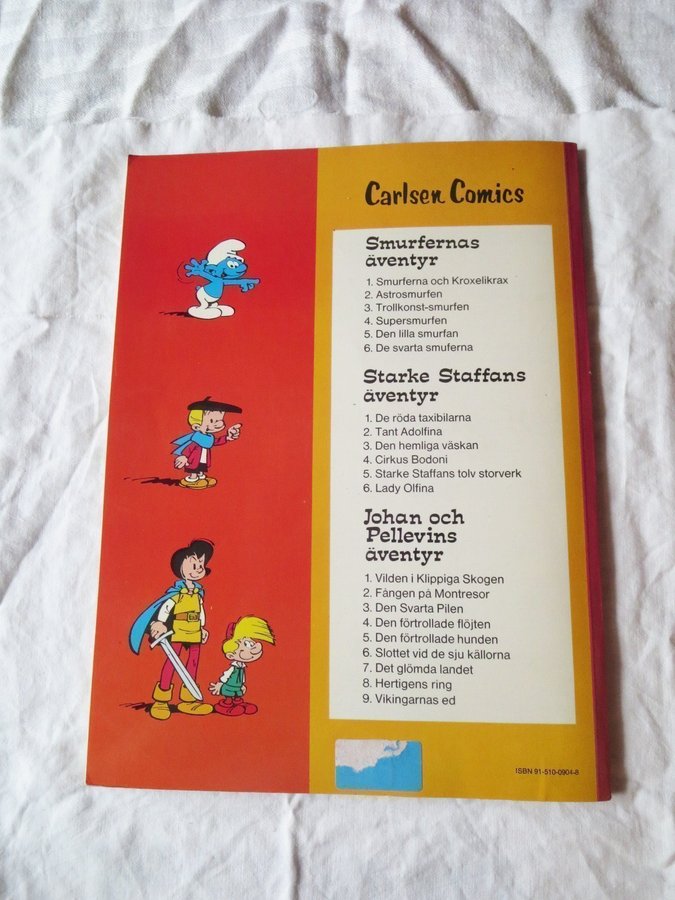 Carlsen Comics
Smurfernas
äventyr
1. Smurferna och Kroxelikrax
2. Astrosmurfen
3. Trollkonst-smurfen
4. Supersmurfen
5. Den lilla smurfan
6. De svarta smuferna
Starke Staffans
äventyr
1. De röda taxibilarna
2. Tant Adolfina
3. Den hemliga väskan
4. Cirkus Bodoni
5. Starke Staffans tolv storverk
6. Lady Olfina
Johan och
Pellevins
äventyr
1. Vilden i Klippiga Skogen
2. Fången på Montresor
3. Den Svarta Pilen
4. Den förtrollade flöjten
5. Den förtrollade hunden
6. Slottet vid de sju källorna
7. Det glömda landet
8. Hertigens ring
9. Vikingarnas ed
ISBN 91-510-0904-8